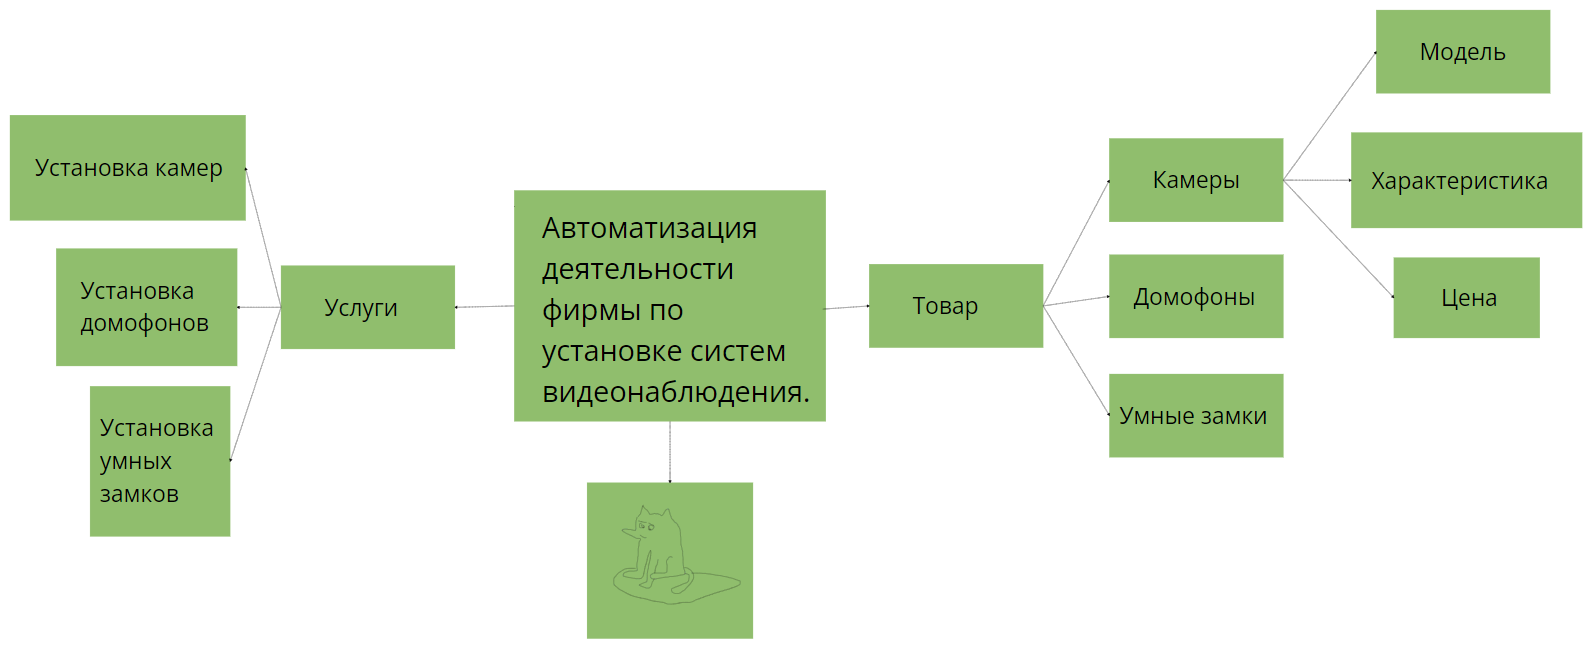 Установка камер
Установка
домофонов
Установка
умных
замков
Услуги
Автоматизация
деятельности
фирмы по
установке систем
видеонаблюдения.
Товар
Камеры
Домофоны
Умные замки
Модель
Характеристика
Цена